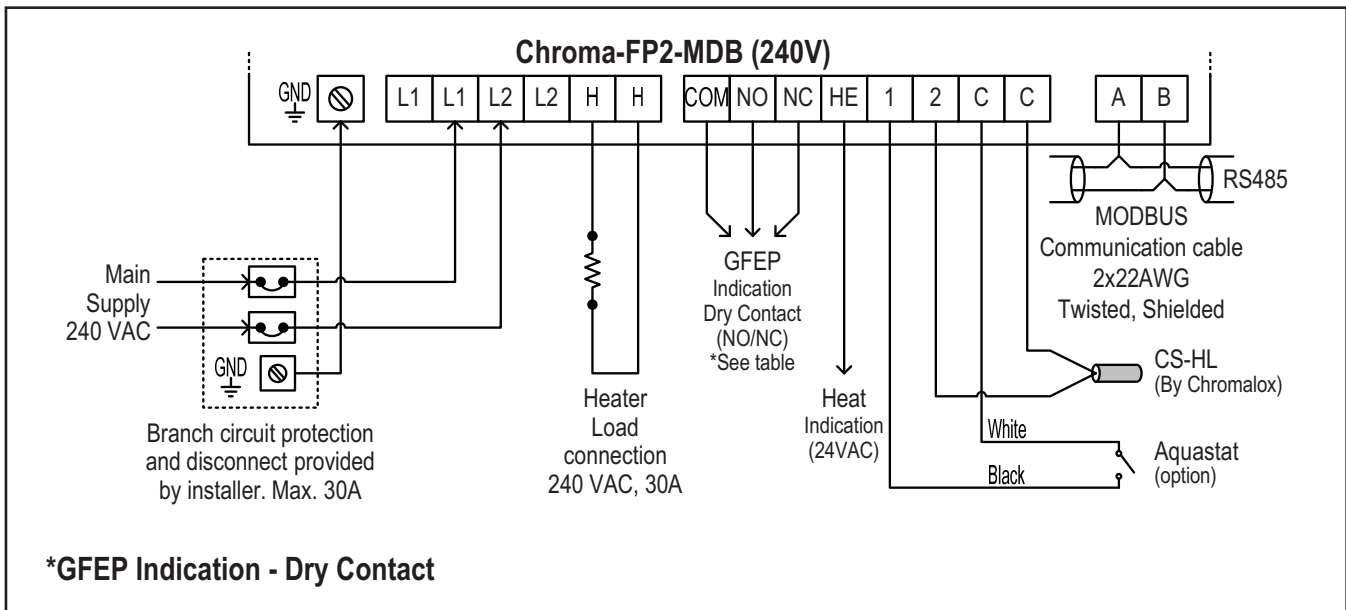 Chroma-FP2-MDB (240V)
GND
L1 L1 L2 L2 H H
COM NO NC HE 1 2 C C
A B
RS485
MODBUS
Communication cable
2x22AWG
Twisted, Shielded
GFEP
Indication
Dry Contact
(NO/NC)
*See table
Main
Supply
240 VAC
GND
Branch circuit protection
and disconnect provided
by installer. Max. 30A
Heater
Load
connection
240 VAC, 30A
Heat
Indication
(24VAC)
CS-HL
(By Chromalox)
White
Black
Aquastat
(option)
*GFEP Indication - Dry Contact